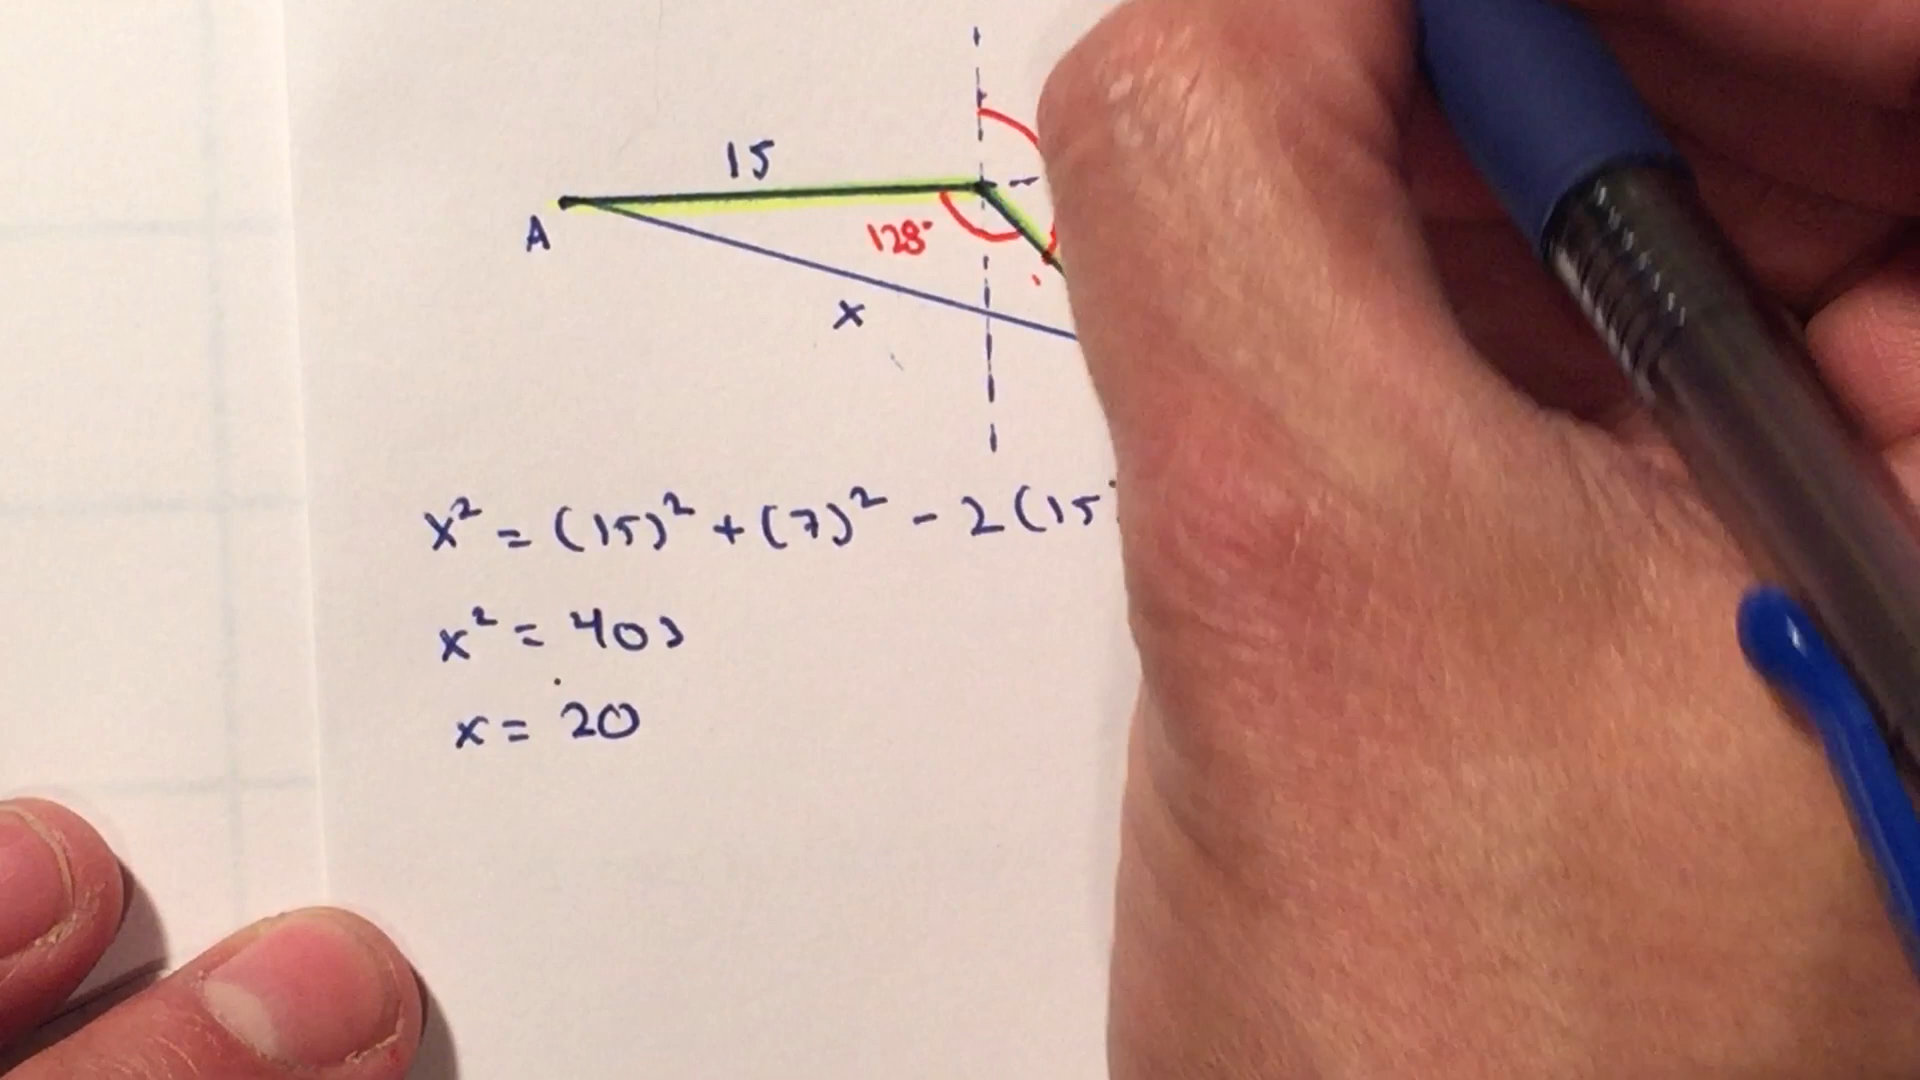 15
A
128°
x
x² = (15)² + (7)² - 2(15
x² = 403
x = 20